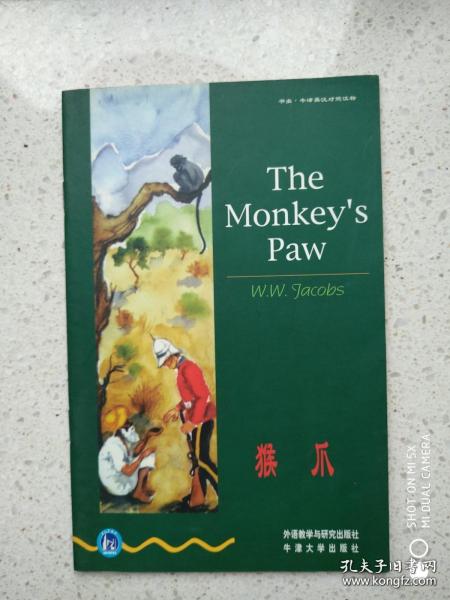 书虫·牛津英汉对照读物
The
Monkey's
Paw
W.W. Jacobs
猴 爪
外语教学与研究出版社
牛津大学出版社
SHOT ON MI 5X
MI DUAL CAMERA
孔夫子旧书网
www.kongfz.com